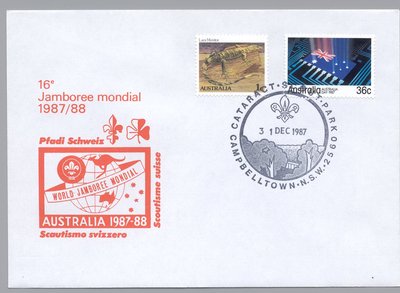 16e
Jamboree mondial
1987/88
Pfadi Schweiz
WORLD JAMBOREE MONDIAL
AUSTRALIA 1987-88
Scoutisme suisse
Scautismo svizzero
Lace Monitor
AUSTRALIA
Australia
36c
CATARACT·SCOUT·PARK
31 DEC 1987
CAMPBELLTOWN·N.S.W·2560